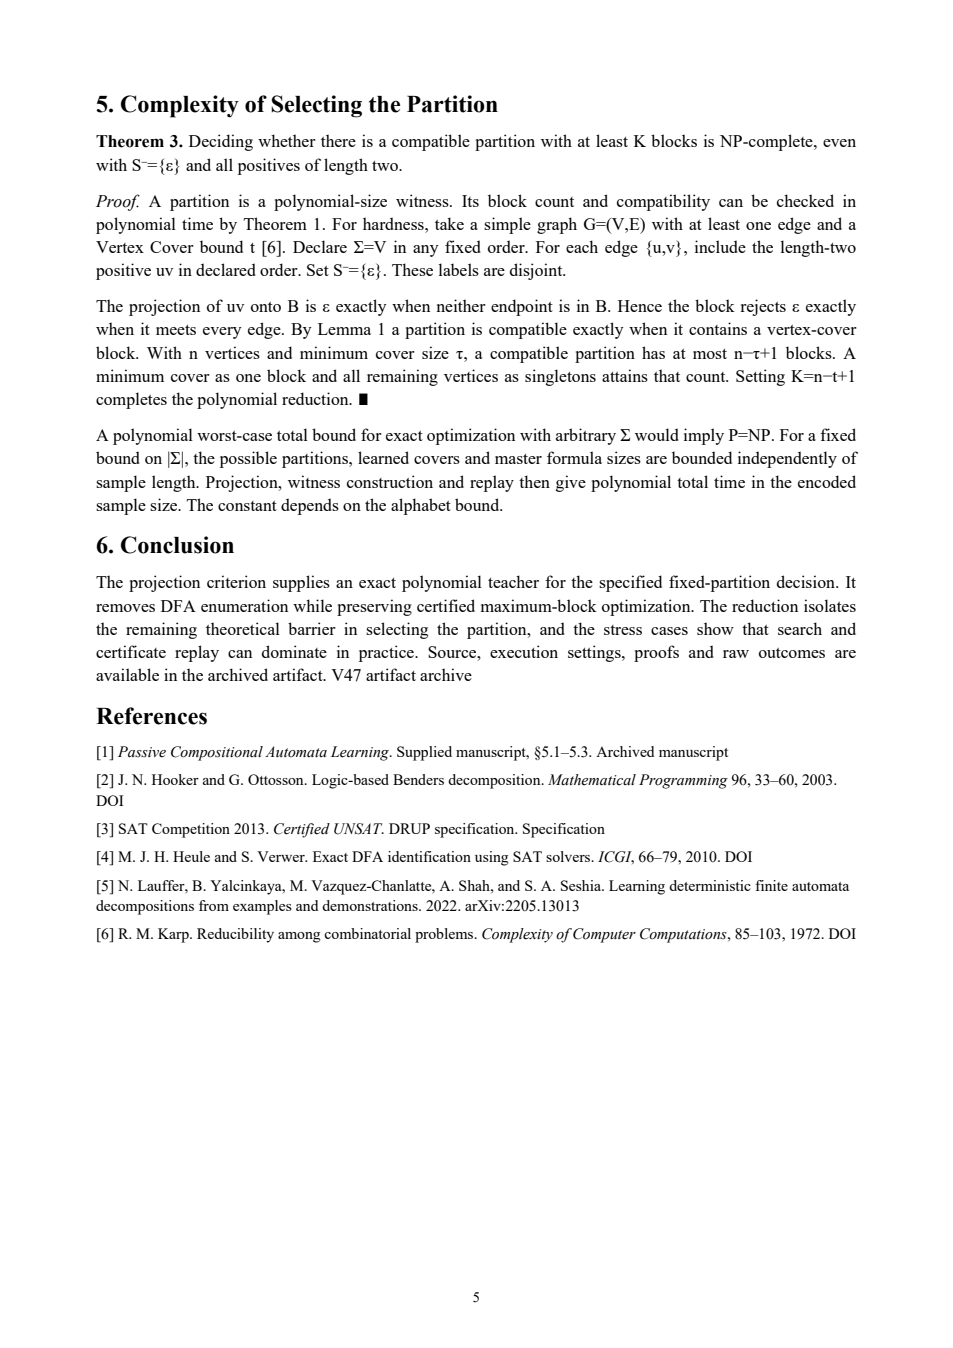 5. Complexity of Selecting the Partition
Theorem 3. Deciding whether there is a compatible partition with at least K blocks is NP-complete, even
with S⁻={ε} and all positives of length two.
Proof. A partition is a polynomial-size witness. Its block count and compatibility can be checked in
polynomial time by Theorem 1. For hardness, take a simple graph G=(V,E) with at least one edge and a
Vertex Cover bound t [6]. Declare Σ=V in any fixed order. For each edge {u,v}, include the length-two
positive uv in declared order. Set S⁻={ε}. These labels are disjoint.
The projection of uv onto B is ε exactly when neither endpoint is in B. Hence the block rejects ε exactly
when it meets every edge. By Lemma 1 a partition is compatible exactly when it contains a vertex-cover
block. With n vertices and minimum cover size τ, a compatible partition has at most n−τ+1 blocks. A
minimum cover as one block and all remaining vertices as singletons attains that count. Setting K=n−t+1
completes the polynomial reduction. ∎
A polynomial worst-case total bound for exact optimization with arbitrary Σ would imply P=NP. For a fixed
bound on |Σ|, the possible partitions, learned covers and master formula sizes are bounded independently of
sample length. Projection, witness construction and replay then give polynomial total time in the encoded
sample size. The constant depends on the alphabet bound.
6. Conclusion
The projection criterion supplies an exact polynomial teacher for the specified fixed-partition decision. It
removes DFA enumeration while preserving certified maximum-block optimization. The reduction isolates
the remaining theoretical barrier in selecting the partition, and the stress cases show that search and
certificate replay can dominate in practice. Source, execution settings, proofs and raw outcomes are
available in the archived artifact. V47 artifact archive
References
[1] Passive Compositional Automata Learning. Supplied manuscript, §5.1–5.3. Archived manuscript
[2] J. N. Hooker and G. Ottosson. Logic-based Benders decomposition. Mathematical Programming 96, 33–60, 2003.
DOI
[3] SAT Competition 2013. Certified UNSAT. DRUP specification. Specification
[4] M. J. H. Heule and S. Verwer. Exact DFA identification using SAT solvers. ICGI, 66–79, 2010. DOI
[5] N. Lauffer, B. Yalcinkaya, M. Vazquez-Chanlatte, A. Shah, and S. A. Seshia. Learning deterministic finite automata
decompositions from examples and demonstrations. 2022. arXiv:2205.13013
[6] R. M. Karp. Reducibility among combinatorial problems. Complexity of Computer Computations, 85–103, 1972. DOI
5